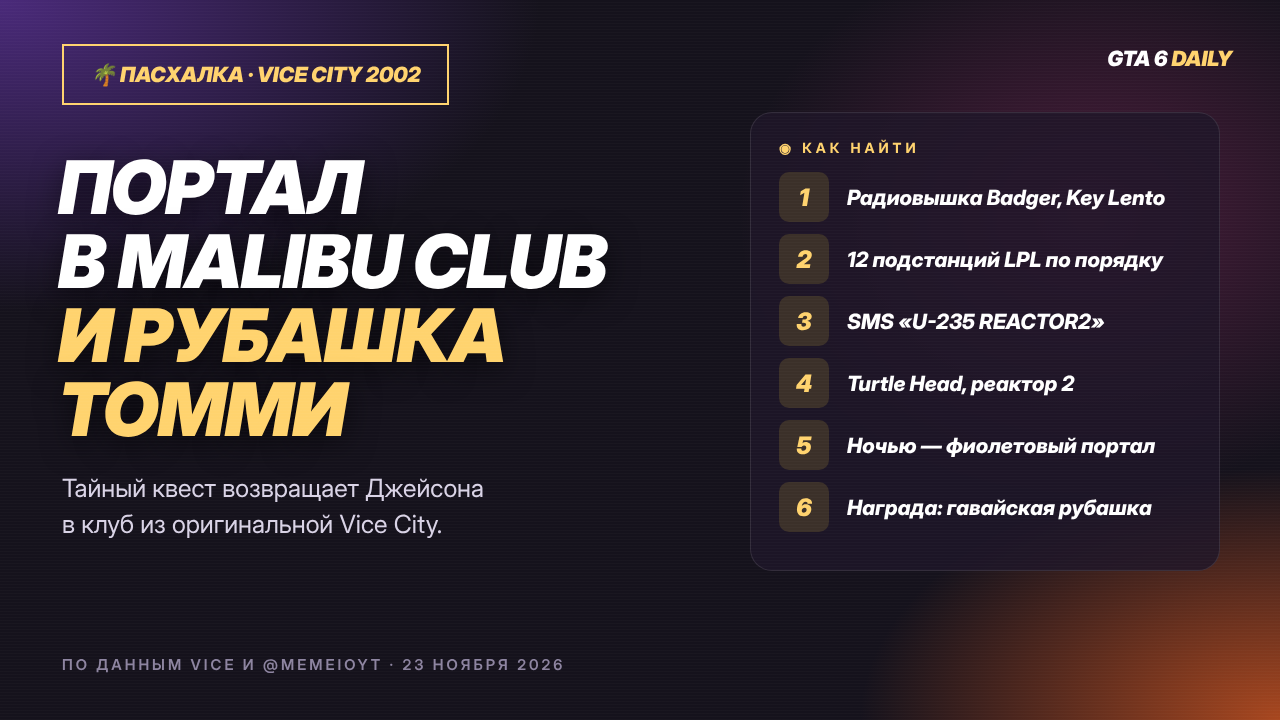 🌴 ПАСХАЛКА · VICE CITY 2002
GTA 6 DAILY
ПОРТАЛ
В MALIBU CLUB
И РУБАШКА
ТОММИ
Тайный квест возвращает Джейсона
в клуб из оригинальной Vice City.
◉ КАК НАЙТИ
1 Радиовышка Badger, Key Lento
2 12 подстанций LPL по порядку
3 SMS «U-235 REACTOR2»
4 Turtle Head, реактор 2
5 Ночью — фиолетовый портал
6 Награда: гавайская рубашка
ПО ДАННЫМ VICE И @MEMEIOYT · 23 НОЯБРЯ 2026